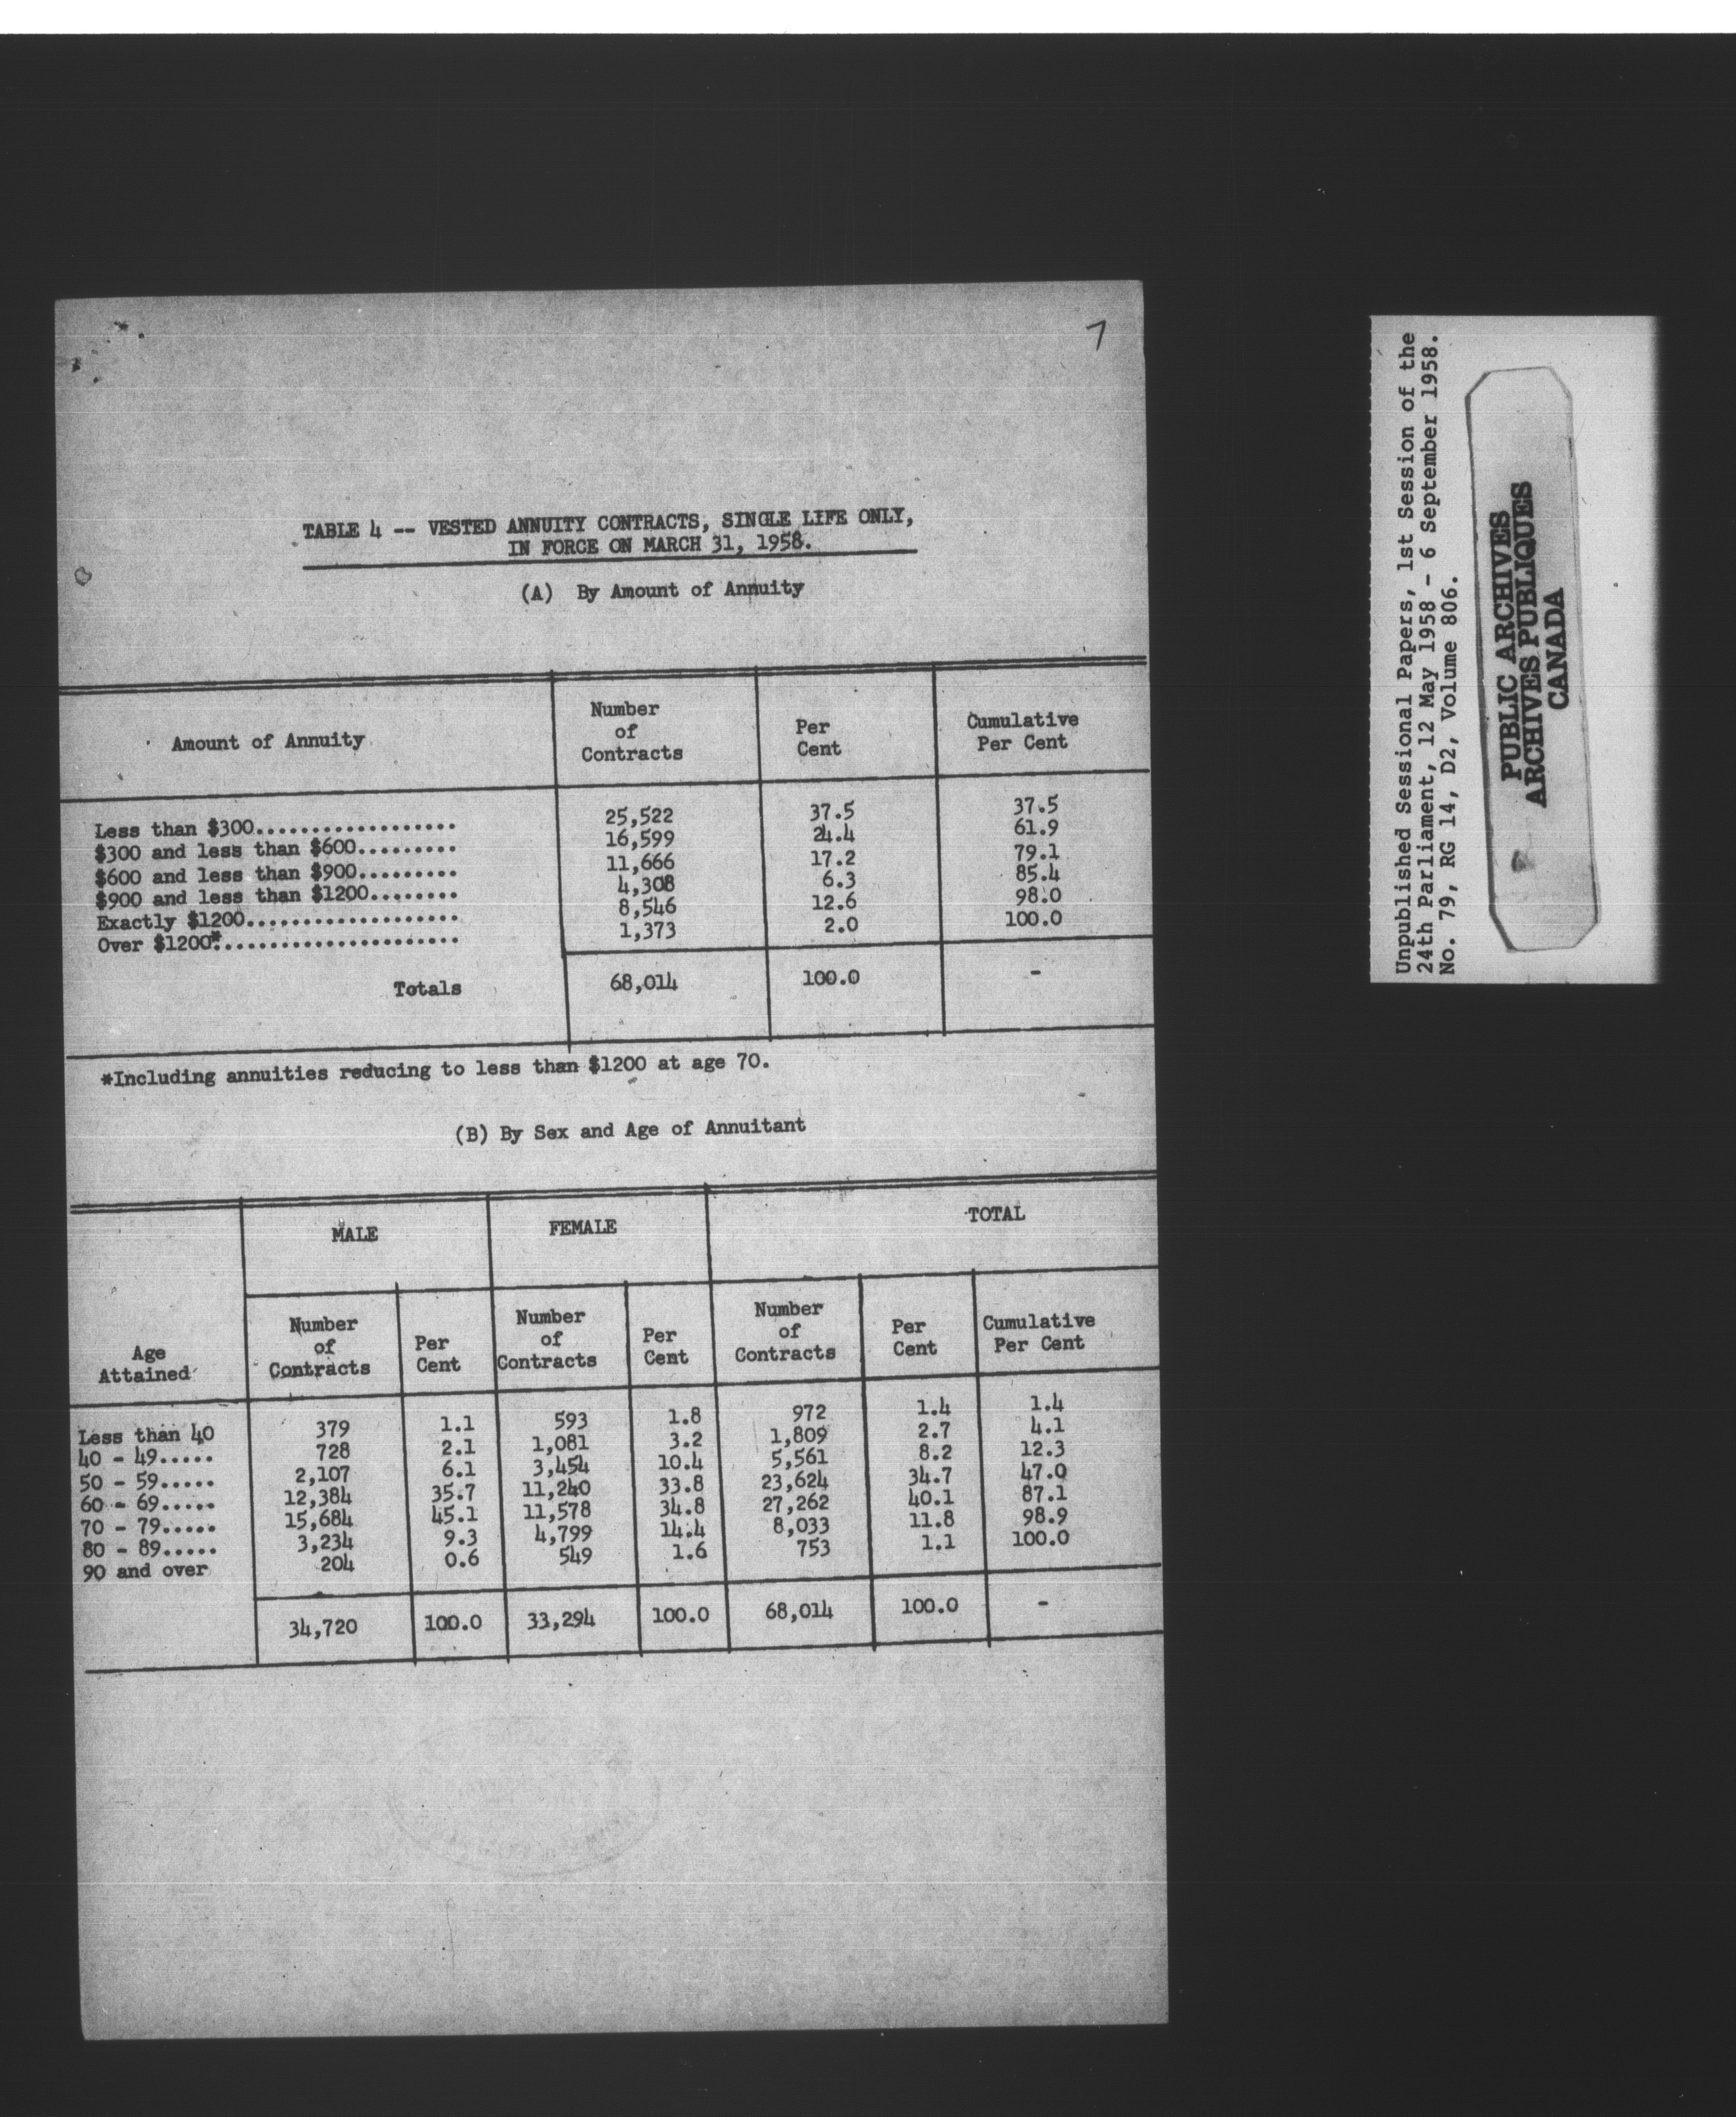 7
TABLE 4 -- VESTED ANNUITY CONTRACTS, SINGLE LIFE ONLY,
IN FORCE ON MARCH 31, 1958.
(A) By Amount of Annuity
Amount of Annuity | Number of Contracts | Per Cent | Cumulative Per Cent
Less than $300.................. 25,522 37.5 37.5
$300 and less than $600......... 16,599 24.4 61.9
$600 and less than $900......... 11,666 17.2 79.1
$900 and less than $1200........ 4,308 6.3 85.4
Exactly $1200................... 8,546 12.6 98.0
Over $1200*..................... 1,373 2.0 100.0
Totals 68,014 100.0 -
*Including annuities reducing to less than $1200 at age 70.
(B) By Sex and Age of Annuitant
MALE FEMALE TOTAL
Age Attained | Number of Contracts | Per Cent | Number of Contracts | Per Cent | Number of Contracts | Per Cent | Cumulative Per Cent
Less than 40 379 1.1 593 1.8 972 1.4 1.4
40 - 49..... 728 2.1 1,081 3.2 1,809 2.7 4.1
50 - 59..... 2,107 6.1 3,454 10.4 5,561 8.2 12.3
60 - 69..... 12,384 35.7 11,240 33.8 23,624 34.7 47.0
70 - 79..... 15,684 45.1 11,578 34.8 27,262 40.1 87.1
80 - 89..... 3,234 9.3 4,799 14.4 8,033 11.8 98.9
90 and over 204 0.6 549 1.6 753 1.1 100.0
34,720 100.0 33,294 100.0 68,014 100.0 -
Unpublished Sessional Papers, 1st Session of the
24th Parliament, 12 May 1958 - 6 September 1958.
No. 79, RG 14, D2, Volume 806.
PUBLIC ARCHIVES
ARCHIVES PUBLIQUES
CANADA